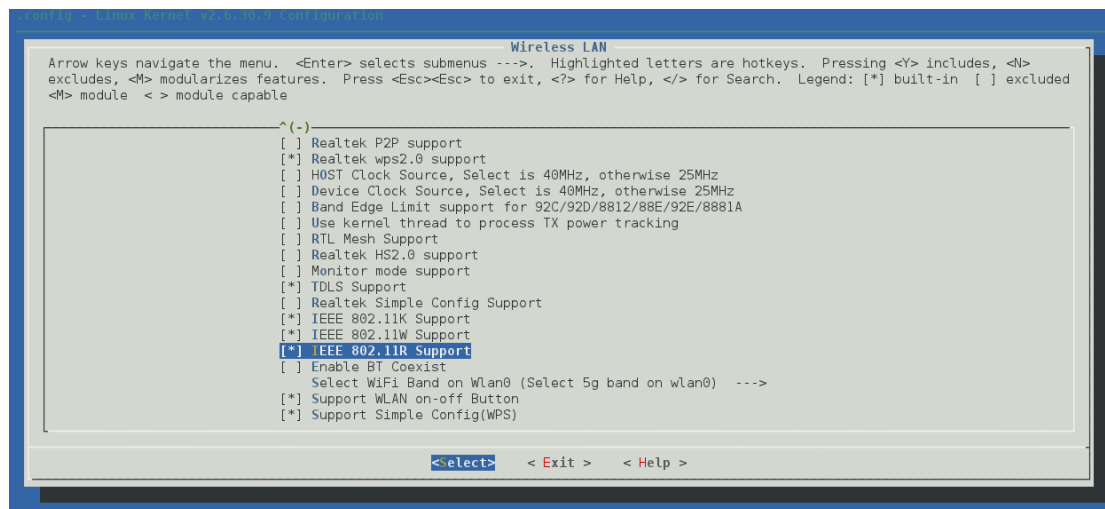 .config - Linux Kernel v2.6.30.9 Configuration
Wireless LAN
Arrow keys navigate the menu.  <Enter> selects submenus --->.  Highlighted letters are hotkeys.  Pressing <Y> includes, <N>
excludes, <M> modularizes features.  Press <Esc><Esc> to exit, <?> for Help, </> for Search.  Legend: [*] built-in  [ ] excluded
<M> module  < > module capable
^(-)
[ ] Realtek P2P support
[*] Realtek wps2.0 support
[ ] HOST Clock Source, Select is 40MHz, otherwise 25MHz
[ ] Device Clock Source, Select is 40MHz, otherwise 25MHz
[ ] Band Edge Limit support for 92C/92D/8812/88E/92E/8881A
[ ] Use kernel thread to process TX power tracking
[ ] RTL Mesh Support
[ ] Realtek HS2.0 support
[ ] Monitor mode support
[*] TDLS Support
[ ] Realtek Simple Config Support
[*] IEEE 802.11K Support
[*] IEEE 802.11W Support
[*] IEEE 802.11R Support
[ ] Enable BT Coexist
Select WiFi Band on Wlan0 (Select 5g band on wlan0)  --->
[*] Support WLAN on-off Button
[*] Support Simple Config(WPS)
<Select>    < Exit >    < Help >